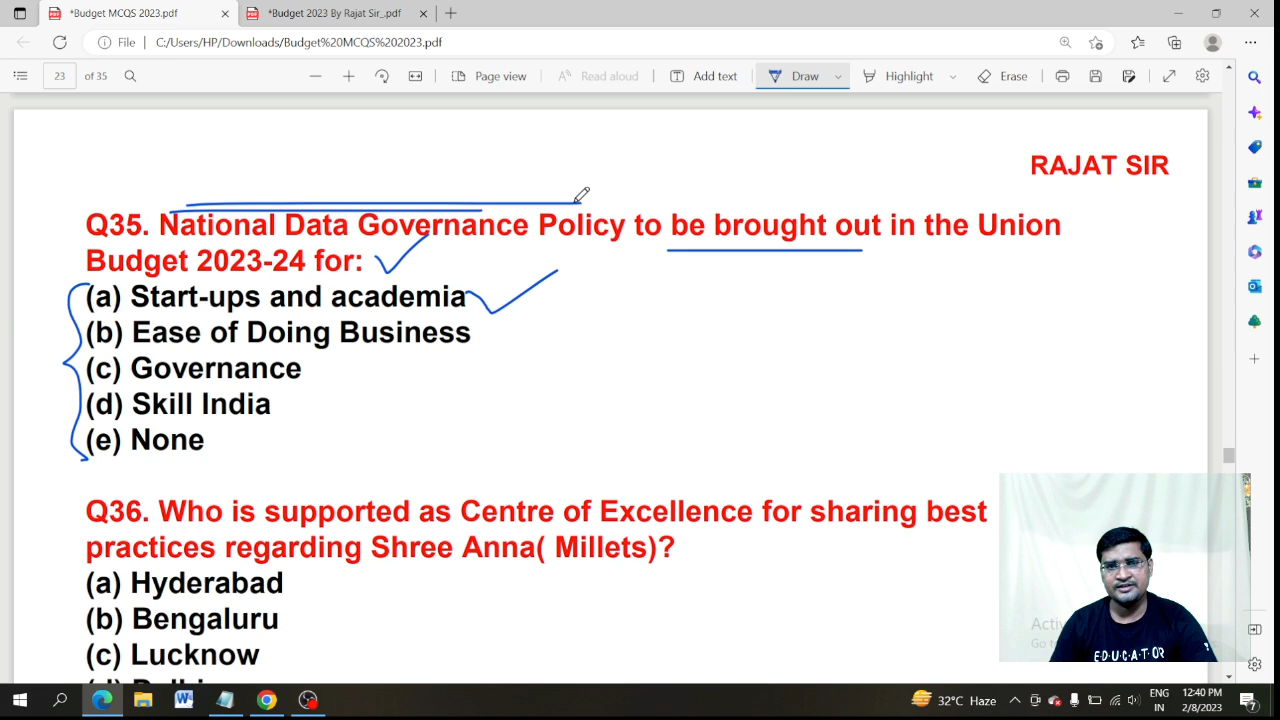 *Budget MCQS 2023.pdf
*Budget 2023 By Rajat Sir_.pdf
File
C:/Users/HP/Downloads/Budget%20MCQS%202023.pdf
23 of 35
Page view
Read aloud
Add text
Draw
Highlight
Erase
RAJAT SIR
Q35. National Data Governance Policy to be brought out in the Union
Budget 2023-24 for:
(a) Start-ups and academia
(b) Ease of Doing Business
(c) Governance
(d) Skill India
(e) None
Q36. Who is supported as Centre of Excellence for sharing best
practices regarding Shree Anna( Millets)?
(a) Hyderabad
(b) Bengaluru
(c) Lucknow
EDUCATOR
32°C Haze
ENG
IN
12:40 PM
2/8/2023
7